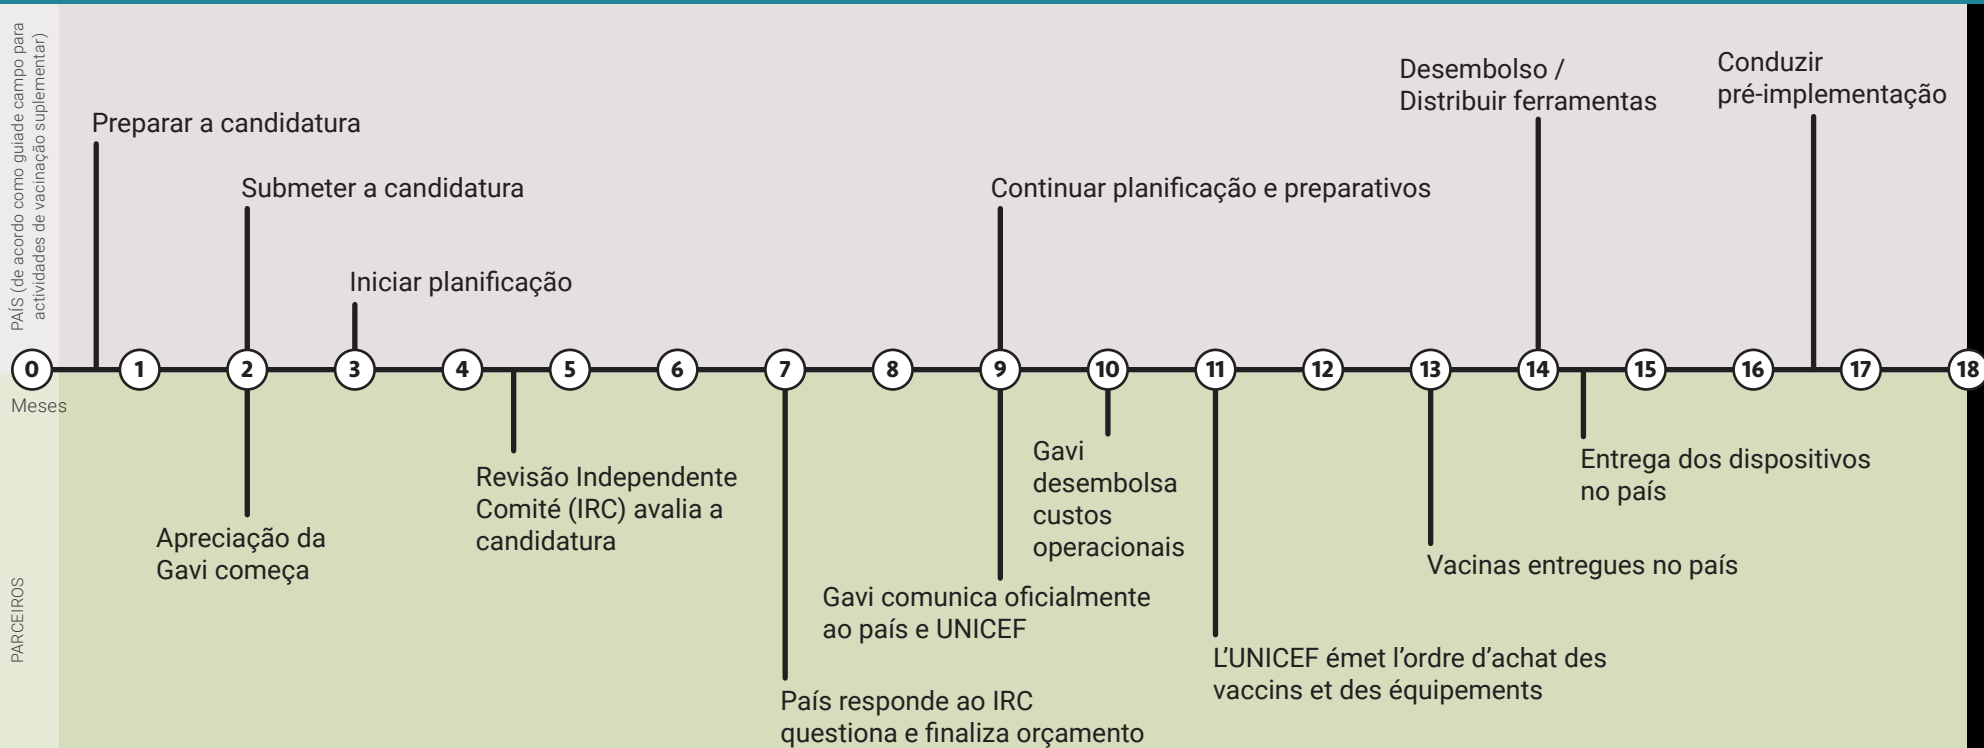 PAÍS (de acordo como guiade campo para
actividades de vacinação suplementar)
Preparar a candidatura
Submeter a candidatura
Iniciar planificação
Continuar planificação e preparativos
Desembolso /
Distribuir ferramentas
Conduzir
pré-implementação
0 1 2 3 4 5 6 7 8 9 10 11 12 13 14 15 16 17 18
Meses
PARCEIROS
Apreciação da
Gavi começa
Revisão Independente
Comité (IRC) avalia a
candidatura
País responde ao IRC
questiona e finaliza orçamento
Gavi comunica oficialmente
ao país e UNICEF
Gavi
desembolsa
custos
operacionais
L’UNICEF émet l’ordre d’achat des
vaccins et des équipements
Vacinas entregues no país
Entrega dos dispositivos
no país